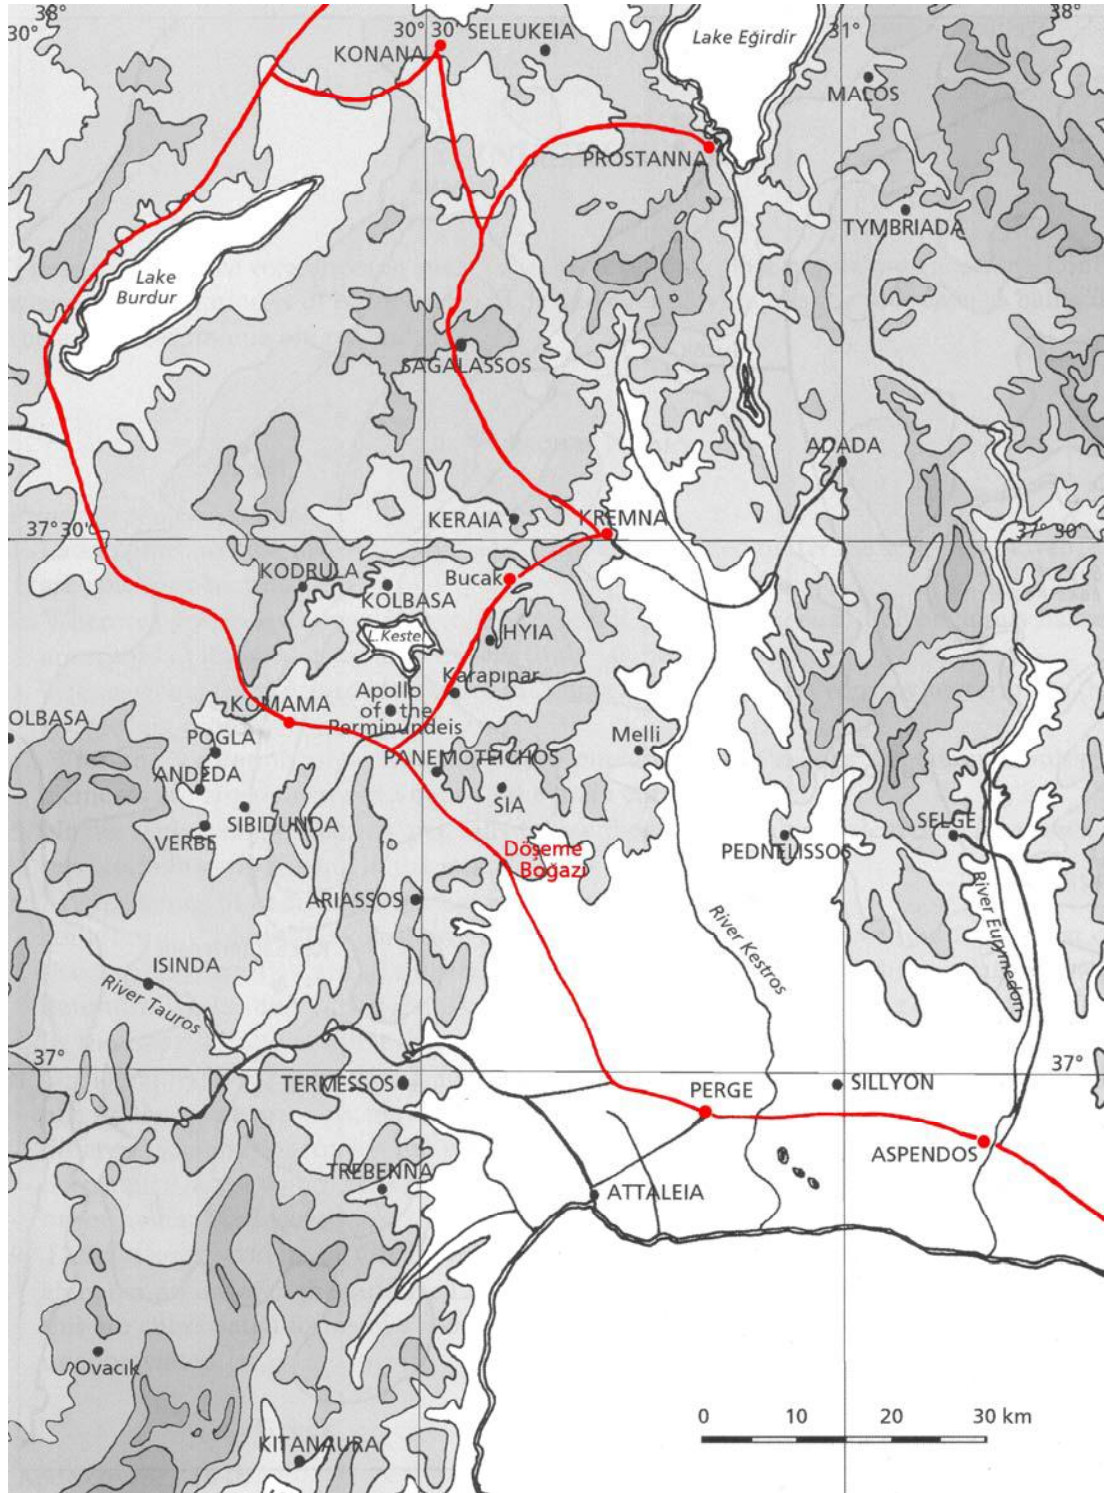 38°
30°
30° 30'
SELEUKEIA
KONANA
Lake Eğirdir
31°
38°
MALOS
PROSTANNA
TYMBRIADA
Lake
Burdur
SAGALASSOS
ADADA
KERAIA
KREMNA
37° 30'
37° 30'
KODRULA
Bucak
KOLBASA
L.Kestel
HYIA
Karapınar
KOMAMA
Apollo
of the
Perminundeis
OLBASA
POGLA
Melli
PANEMOTEICHOS
ANDEDA
SIA
SIBIDUNDA
VERBE
SELGE
PEDNELISSOS
Döşeme
Boğazı
ARIASSOS
River Kestros
River Eurymedon
ISINDA
River Tauros
37°
37°
TERMESSOS
SILLYON
PERGE
ASPENDOS
TREBENNA
ATTALEIA
Ovacık
0 10 20 30 km
KITANAURA